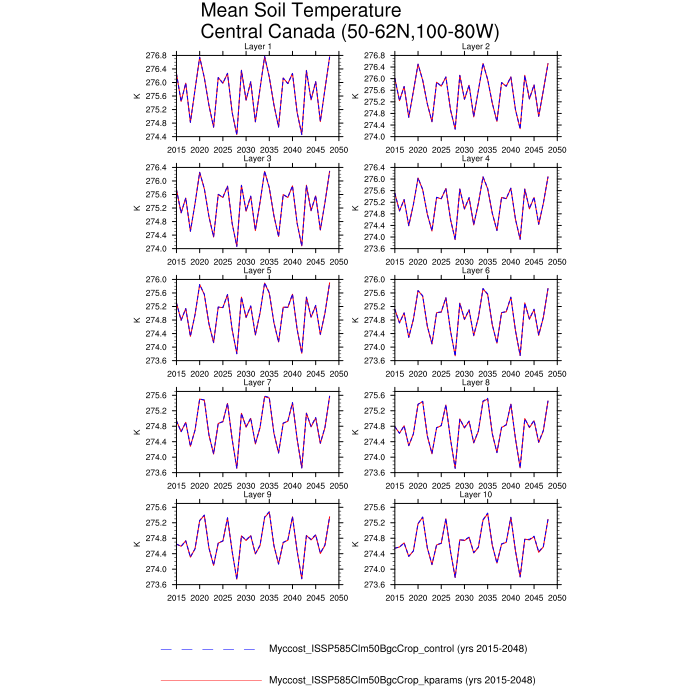 Mean Soil Temperature
Central Canada (50-62N,100-80W)
Layer 1 Layer 2
276.8 276.4 276.0 275.6 275.2 274.8 274.4
K
2015 2020 2025 2030 2035 2040 2045 2050
276.8 276.4 276.0 275.6 275.2 274.8 274.4 274.0
K
2015 2020 2025 2030 2035 2040 2045 2050
Layer 3 Layer 4
276.4 276.0 275.6 275.2 274.8 274.4 274.0
K
2015 2020 2025 2030 2035 2040 2045 2050
276.4 276.0 275.6 275.2 274.8 274.4 274.0 273.6
K
2015 2020 2025 2030 2035 2040 2045 2050
Layer 5 Layer 6
276.0 275.6 275.2 274.8 274.4 274.0 273.6
K
2015 2020 2025 2030 2035 2040 2045 2050
276.0 275.6 275.2 274.8 274.4 274.0 273.6
K
2015 2020 2025 2030 2035 2040 2045 2050
Layer 7 Layer 8
275.6 275.2 274.8 274.4 274.0 273.6
K
2015 2020 2025 2030 2035 2040 2045 2050
275.6 275.2 274.8 274.4 274.0 273.6
K
2015 2020 2025 2030 2035 2040 2045 2050
Layer 9 Layer 10
275.6 275.2 274.8 274.4 274.0 273.6
K
2015 2020 2025 2030 2035 2040 2045 2050
275.6 275.2 274.8 274.4 274.0 273.6
K
2015 2020 2025 2030 2035 2040 2045 2050
Myccost_ISSP585Clm50BgcCrop_control (yrs 2015-2048)
Myccost_ISSP585Clm50BgcCrop_kparams (yrs 2015-2048)